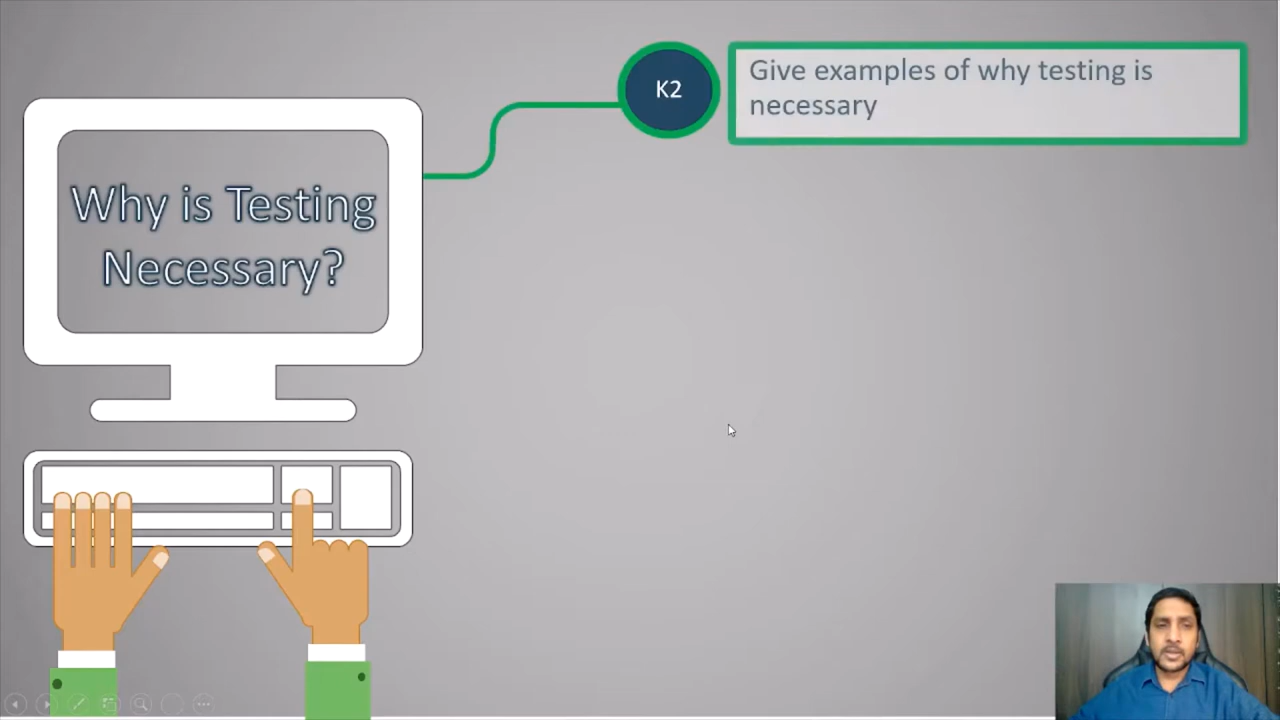 Why is Testing
Necessary?
K2
Give examples of why testing is
necessary